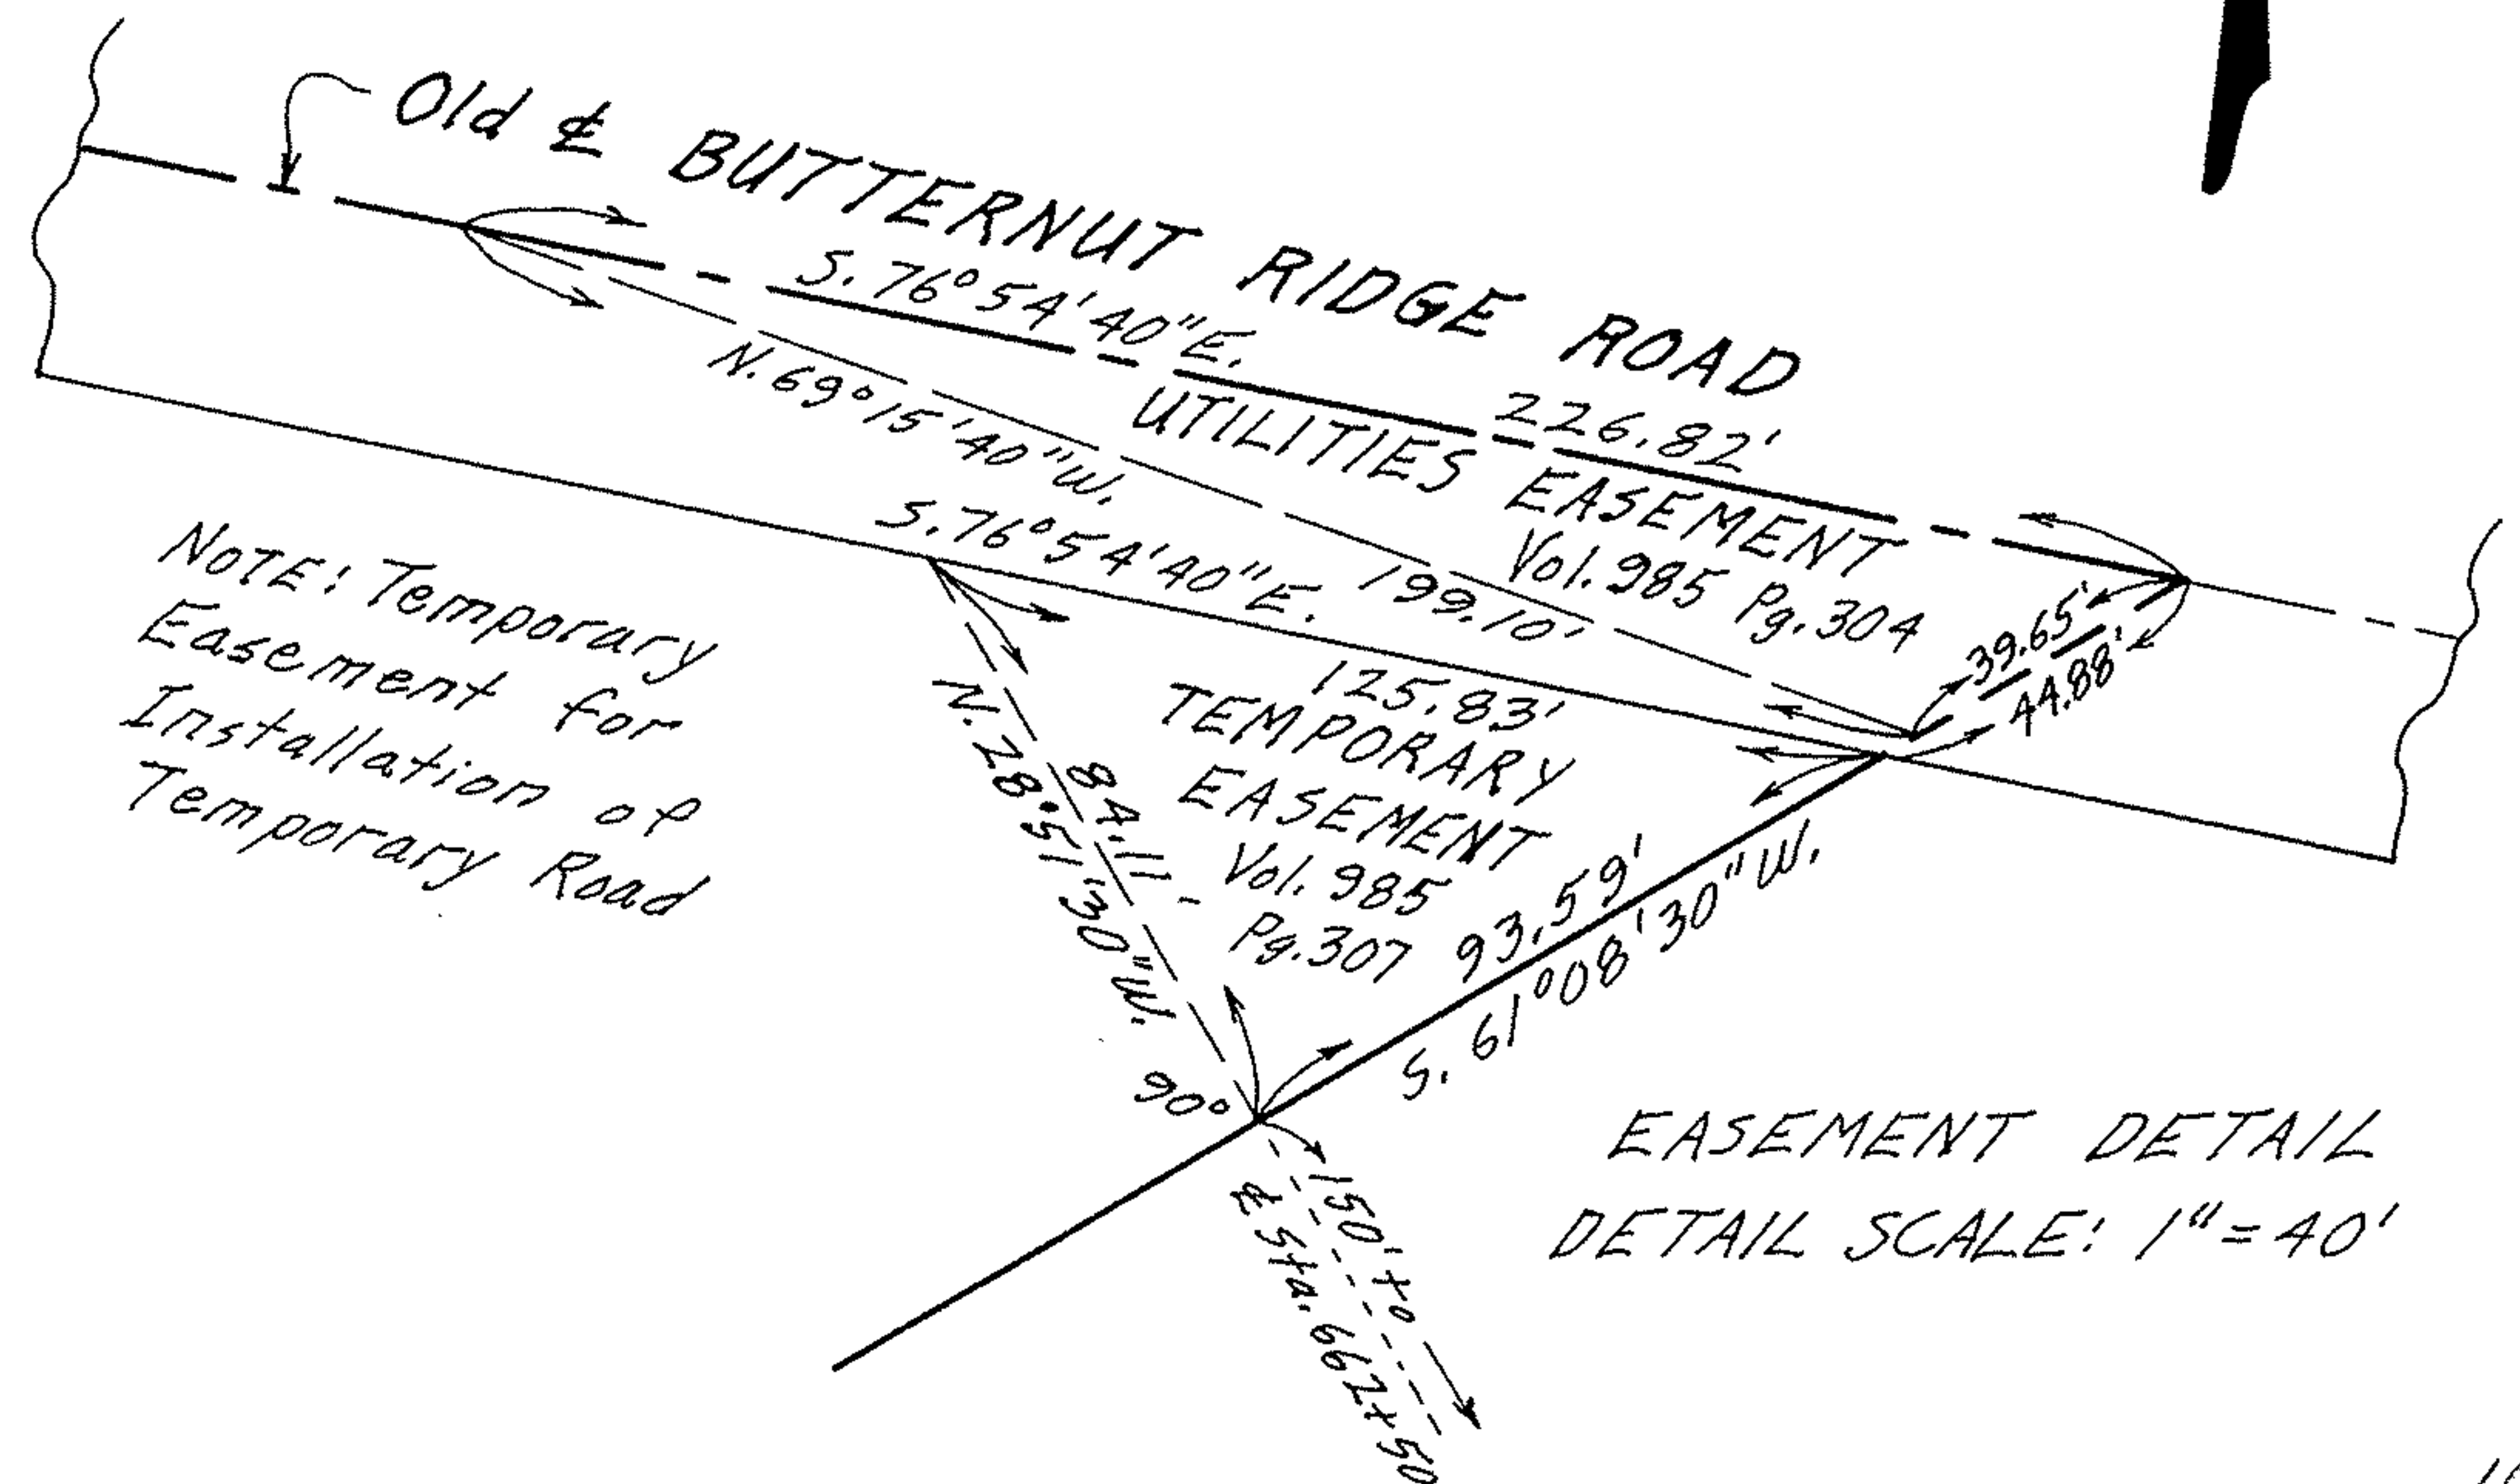 Old ℄ BUTTERNUT RIDGE ROAD
S. 76° 54' 40" E. 226.82'
UTILITIES EASEMENT
Vol. 985 Pg. 304
N. 69° 15' 40" W. 199.10'
39.65'
44.88'
S. 76° 54' 40" E. 125.83'
NOTE: Temporary
Easement for
Installation of
Temporary Road
TEMPORARY
EASEMENT
Vol. 985
Pg. 307
84.11'
N. 28° 51' 30" W.
93.59'
S. 61° 08' 30" W.
90°
150' to
℄ Sta. 662+50
EASEMENT DETAIL
DETAIL SCALE: 1" = 40'